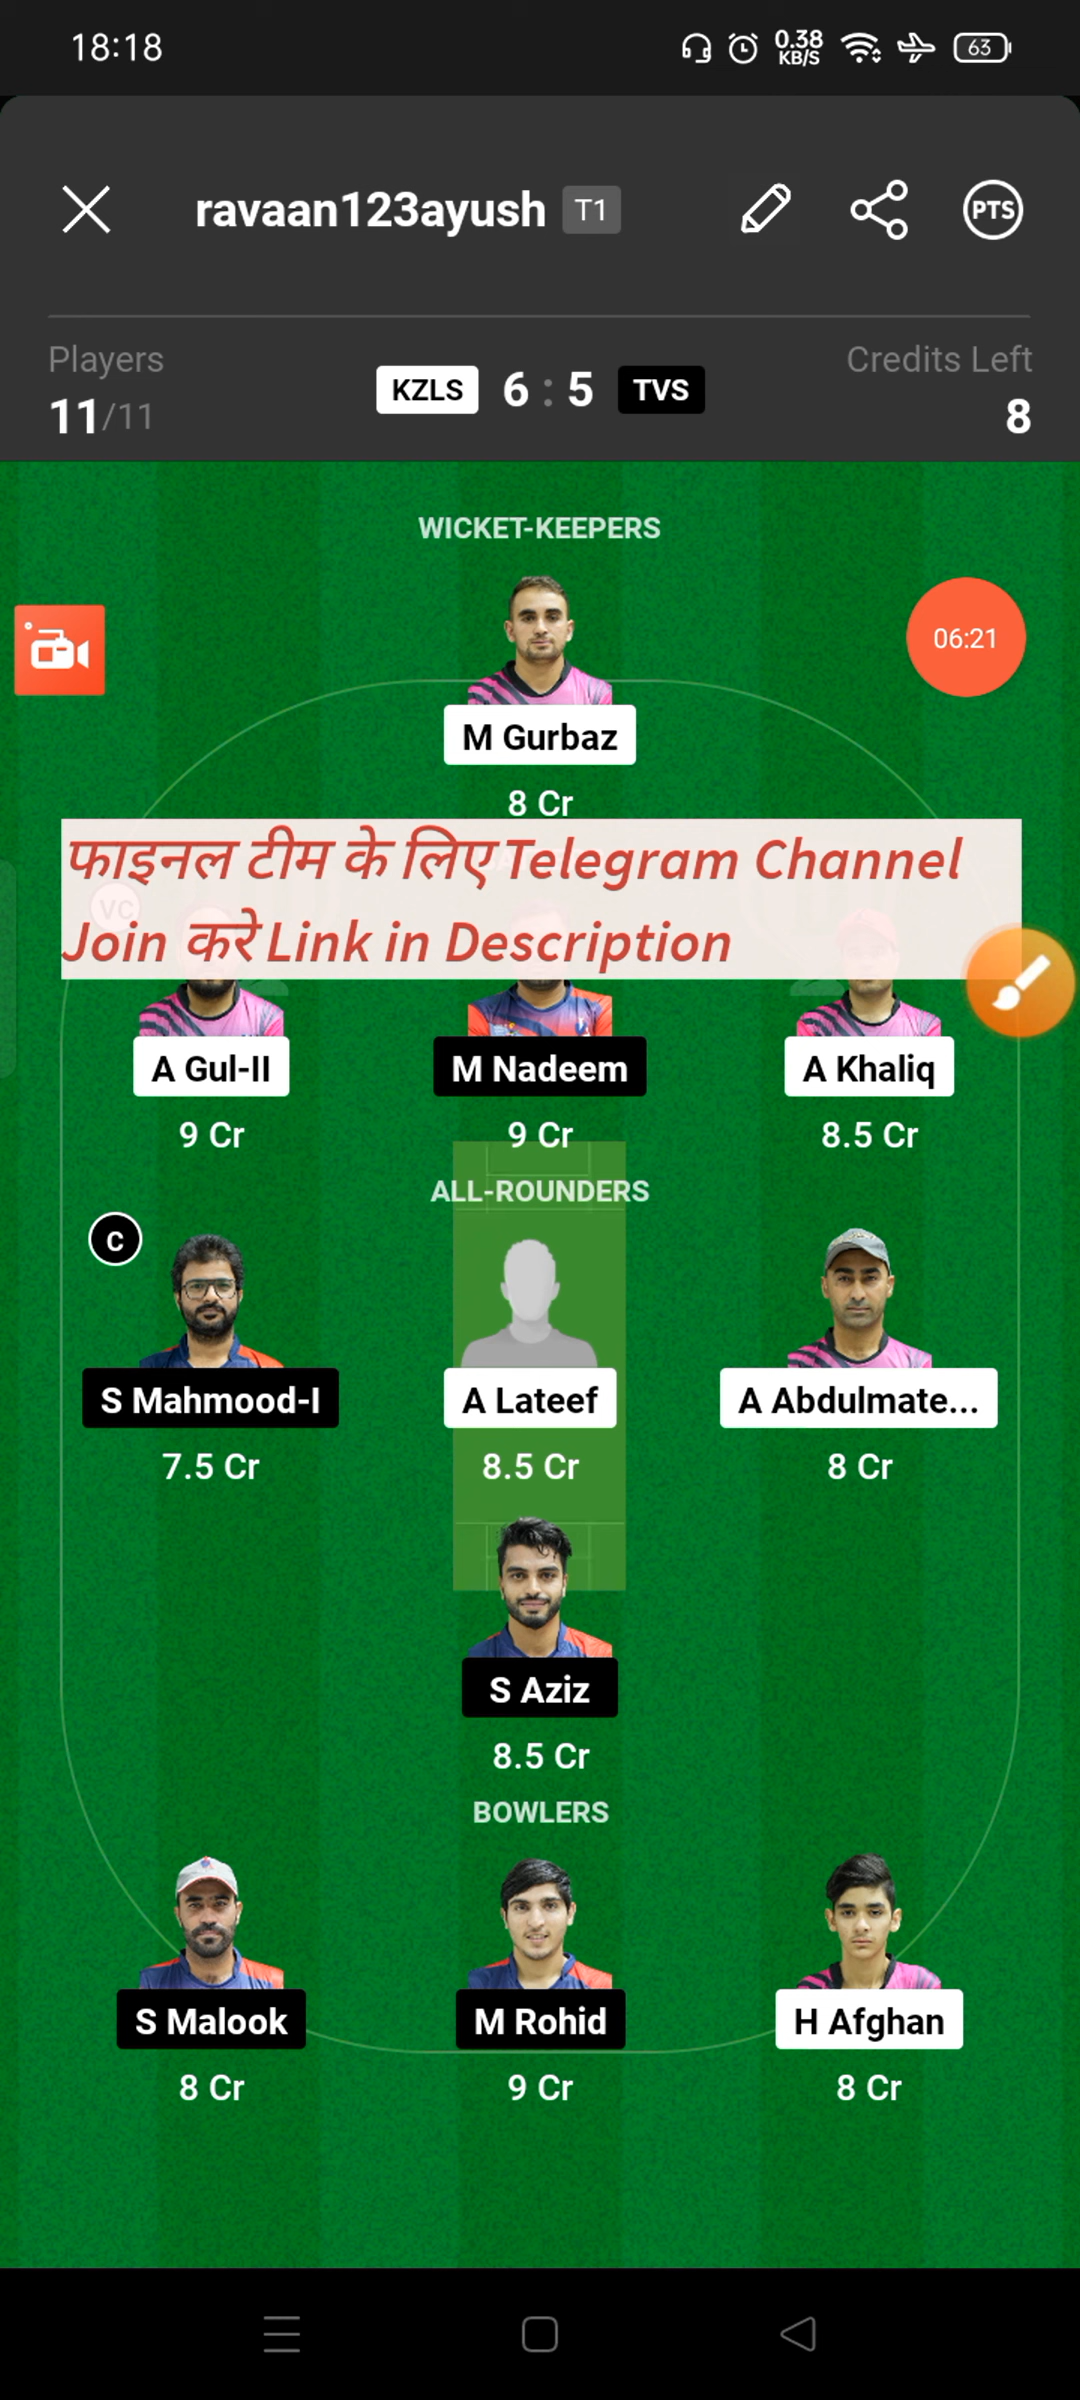 18:18
0.38
KB/S
63
ravaan123ayush T1
PTS
Players
11/11
KZLS 6 : 5 TVS
Credits Left
8
WICKET-KEEPERS
06:21
M Gurbaz
8 Cr
फाइनल टीम के लिए Telegram Channel
Join करे Link in Description
VC
A Gul-II
9 Cr
M Nadeem
9 Cr
A Khaliq
8.5 Cr
ALL-ROUNDERS
C
S Mahmood-I
7.5 Cr
A Lateef
8.5 Cr
A Abdulmate...
8 Cr
S Aziz
8.5 Cr
BOWLERS
S Malook
8 Cr
M Rohid
9 Cr
H Afghan
8 Cr